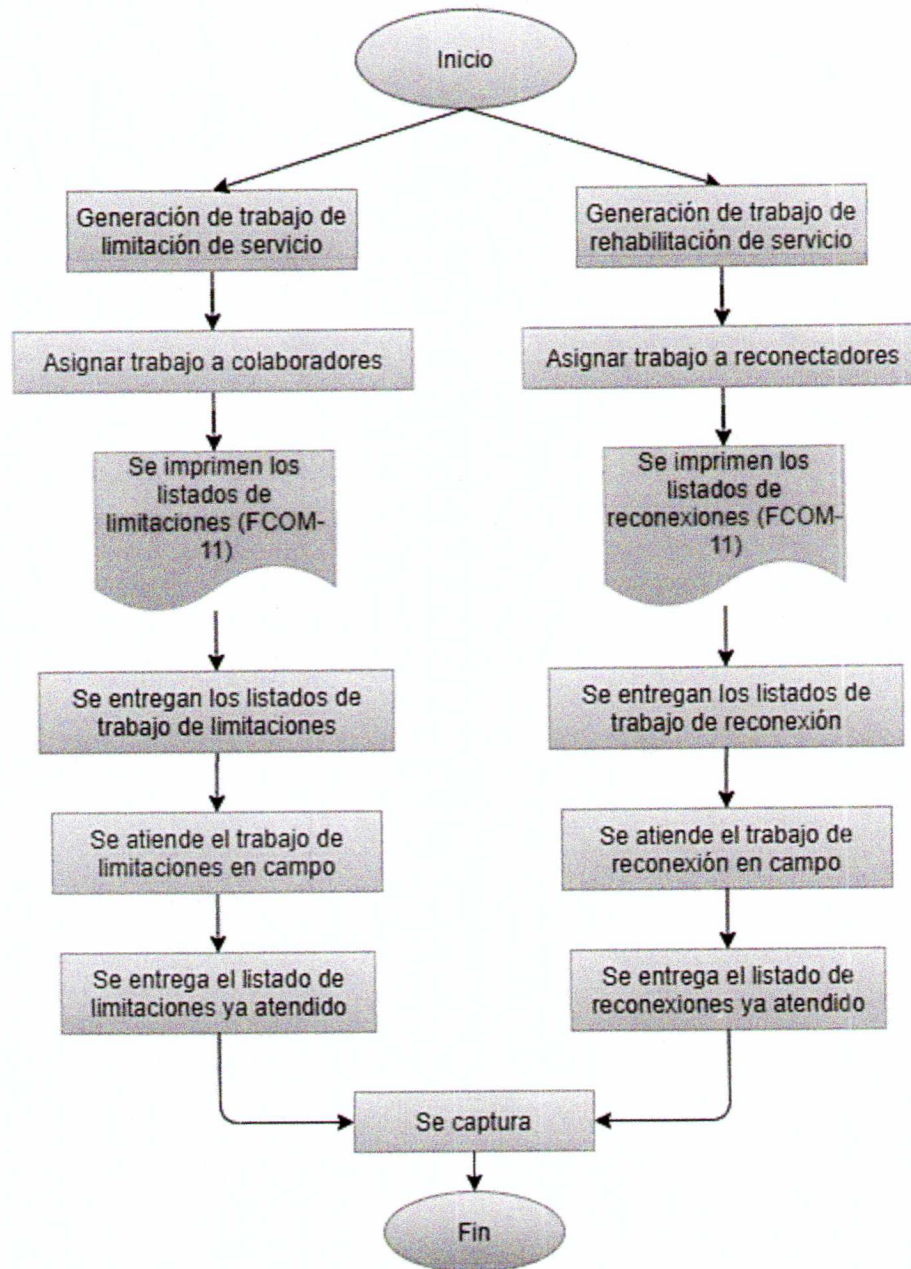 Inicio
Generación de trabajo de
limitación de servicio
Generación de trabajo de
rehabilitación de servicio
Asignar trabajo a colaboradores
Asignar trabajo a reconectadores
Se imprimen los
listados de
limitaciones (FCOM-
11)
Se imprimen los
listados de
reconexiones (FCOM-
11)
Se entregan los listados de
trabajo de limitaciones
Se entregan los listados de
trabajo de reconexión
Se atiende el trabajo de
limitaciones en campo
Se atiende el trabajo de
reconexión en campo
Se entrega el listado de
limitaciones ya atendido
Se entrega el listado de
reconexiones ya atendido
Se captura
Fin